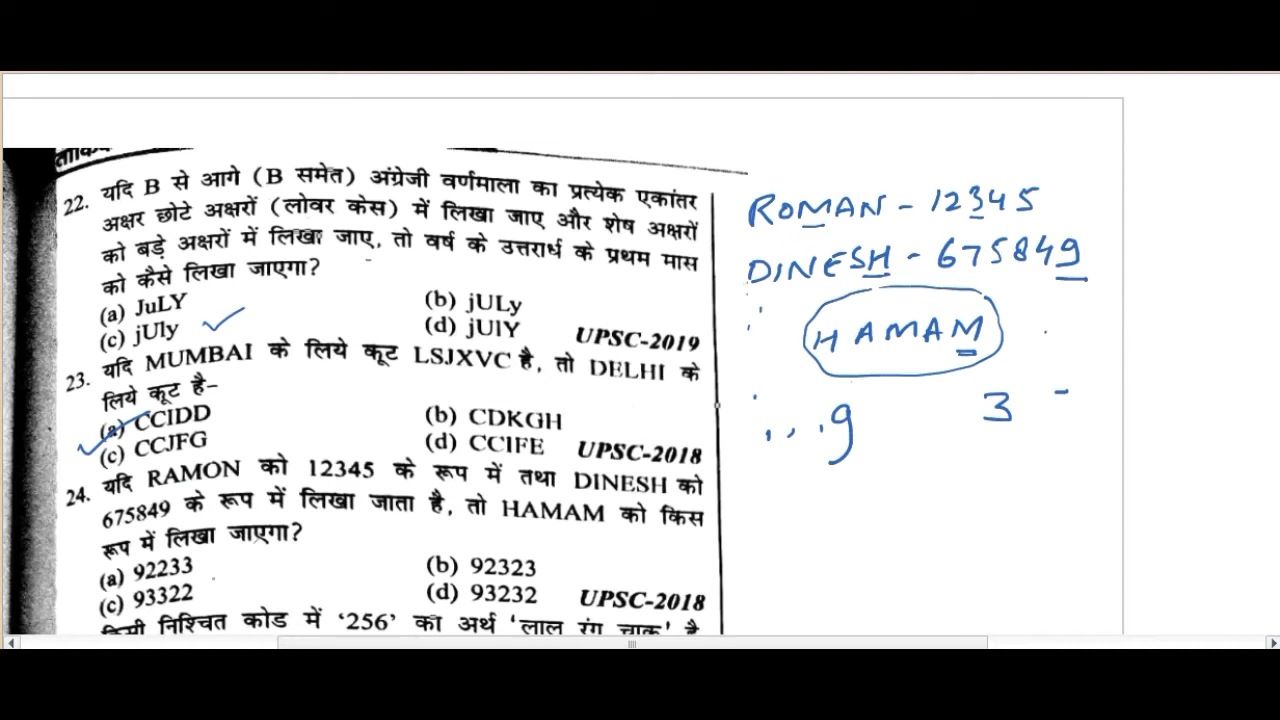 22. यदि B से आगे (B समेत) अंग्रेजी वर्णमाला का प्रत्येक एकांतर
अक्षर छोटे अक्षरों (लोवर केस) में लिखा जाए और शेष अक्षरों
को बड़े अक्षरों में लिखा जाए, तो वर्ष के उत्तरार्ध के प्रथम मास
को कैसे लिखा जाएगा?
(a) JuLY (b) jULy
(c) jUly (d) jUlY UPSC-2019
23. यदि MUMBAI के लिये कूट LSJXVC है, तो DELHI के
लिये कूट है–
(a) CCIDD (b) CDKGH
(c) CCJFG (d) CCIFE UPSC-2018
24. यदि RAMON को 12345 के रूप में तथा DINESH को
675849 के रूप में लिखा जाता है, तो HAMAM को किस
रूप में लिखा जाएगा?
(a) 92233 (b) 92323
(c) 93322 (d) 93232 UPSC-2018
किसी निश्चित कोड में ‘256’ का अर्थ ‘लाल रंग चाक’ है
ROMAN - 12345
DINESH - 675849
HAMAM
9 3